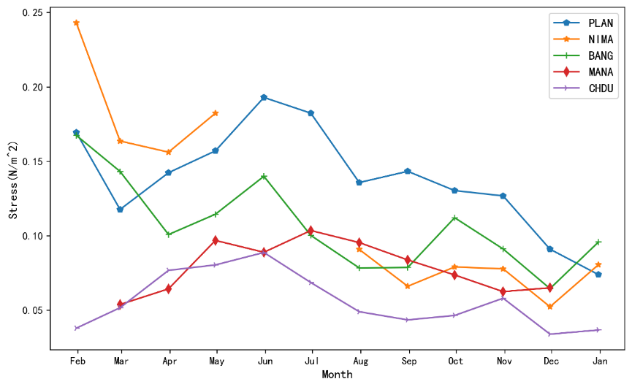 0.25
0.20
0.15
0.10
0.05
Stress(N/m^2)
PLAN
NIMA
BANG
MANA
CHDU
Feb Mar Apr May Jun Jul Aug Sep Oct Nov Dec Jan
Month